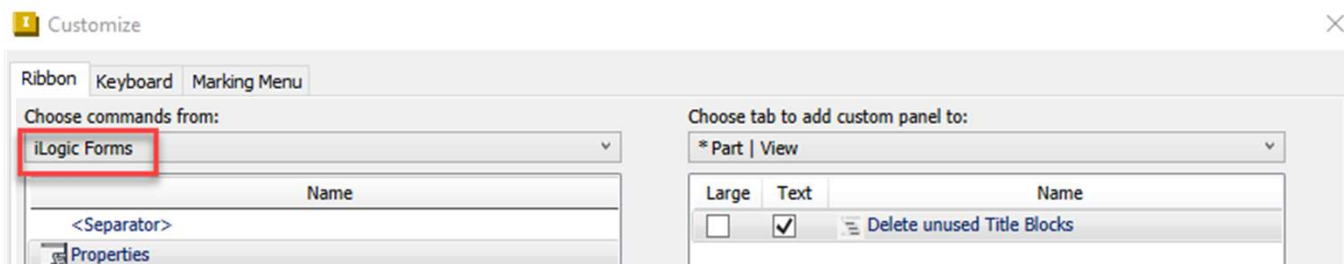 Customize
Ribbon Keyboard Marking Menu
Choose commands from:
iLogic Forms
Name
<Separator>
Properties
Choose tab to add custom panel to:
* Part | View
Large Text Name
Delete unused Title Blocks